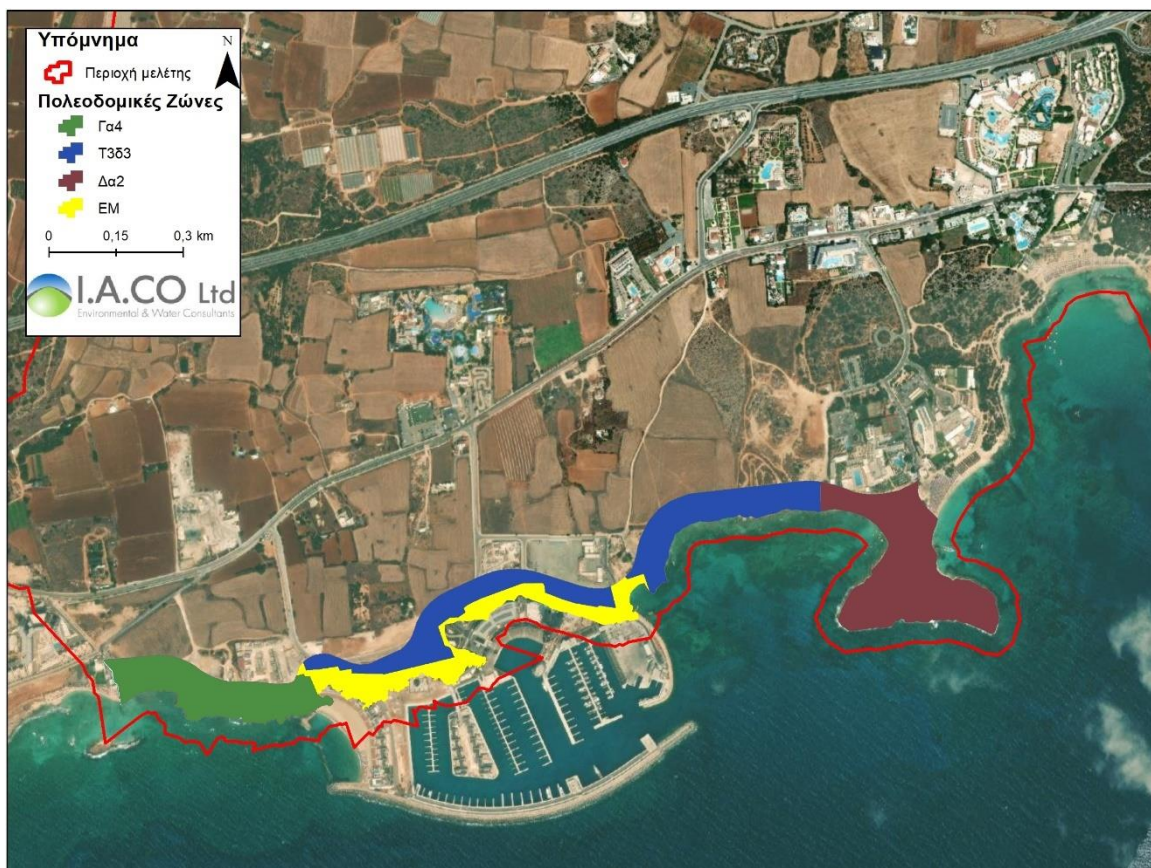 Υπόμνημα
N
Περιοχή μελέτης
Πολεοδομικές Ζώνες
Γα4
Τ3δ3
Δα2
ΕΜ
0 0,15 0,3 km
I.A.CO Ltd
Environmental & Water Consultants